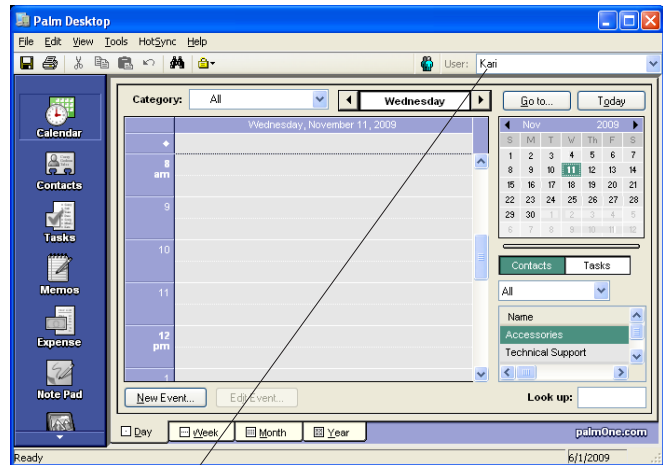 Palm Desktop
File Edit View Tools HotSync Help
User: Kari
Category: All Wednesday Go to... Today
Wednesday, November 11, 2009
Nov 2009
S M T W Th F S
1 2 3 4 5 6 7
8 9 10 11 12 13 14
15 16 17 18 19 20 21
22 23 24 25 26 27 28
29 30 1 2 3 4 5
6 7 8 9 10 11 12
8 am
9
10
11
12 pm
1
Calendar
Contacts
Tasks
Memos
Expense
Note Pad
Contacts Tasks
All
Name
Accessories
Technical Support
Look up:
New Event... Edit Event...
Day Week Month Year
palmOne.com
Ready 6/1/2009